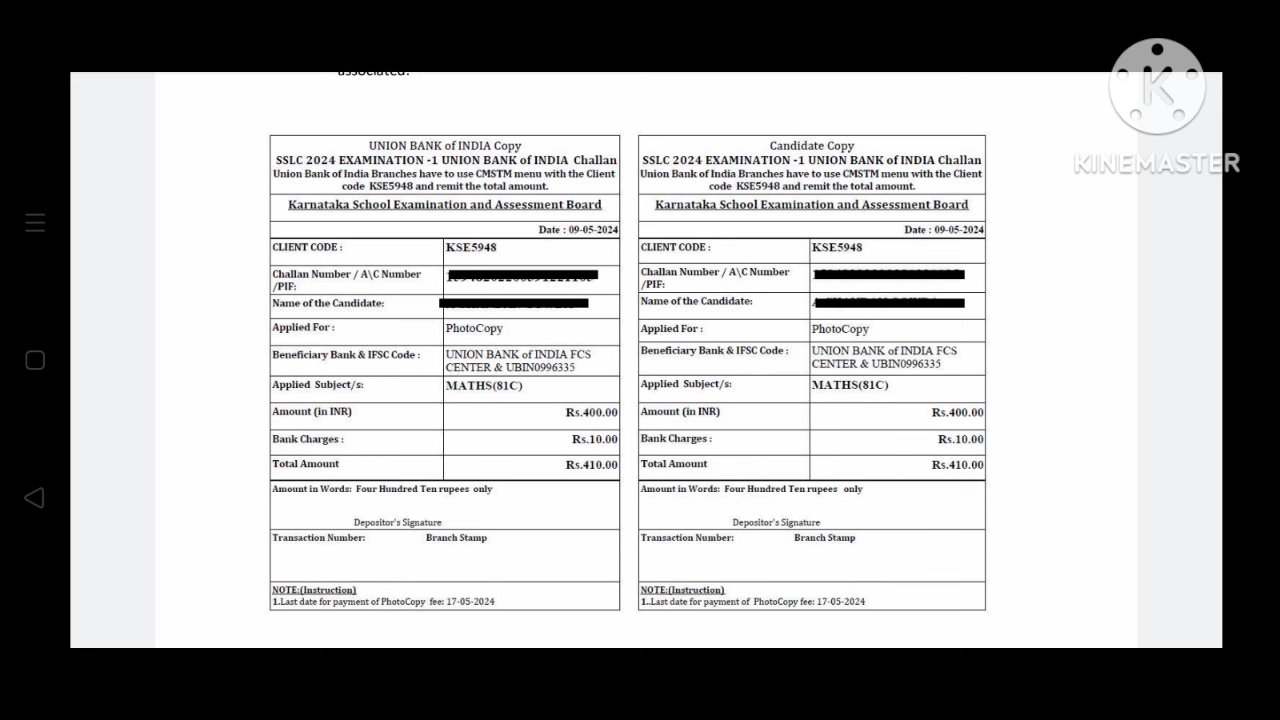 associated.
KINEMASTER
UNION BANK of INDIA Copy
SSLC 2024 EXAMINATION -1 UNION BANK of INDIA Challan
Union Bank of India Branches have to use CMSTM menu with the Client
code KSE5948 and remit the total amount.
Karnataka School Examination and Assessment Board
Date : 09-05-2024
CLIENT CODE : KSE5948
Challan Number / A\C Number
/PIF:
Name of the Candidate:
Applied For : PhotoCopy
Beneficiary Bank & IFSC Code : UNION BANK of INDIA FCS
CENTER & UBIN0996335
Applied Subject/s: MATHS(81C)
Amount (in INR) Rs.400.00
Bank Charges : Rs.10.00
Total Amount Rs.410.00
Amount in Words: Four Hundred Ten rupees only
Depositor's Signature
Transaction Number: Branch Stamp
NOTE:(Instruction)
1.Last date for payment of PhotoCopy fee: 17-05-2024
Candidate Copy
SSLC 2024 EXAMINATION -1 UNION BANK of INDIA Challan
Union Bank of India Branches have to use CMSTM menu with the Client
code KSE5948 and remit the total amount.
Karnataka School Examination and Assessment Board
Date : 09-05-2024
CLIENT CODE : KSE5948
Challan Number / A\C Number
/PIF:
Name of the Candidate:
Applied For : PhotoCopy
Beneficiary Bank & IFSC Code : UNION BANK of INDIA FCS
CENTER & UBIN0996335
Applied Subject/s: MATHS(81C)
Amount (in INR) Rs.400.00
Bank Charges : Rs.10.00
Total Amount Rs.410.00
Amount in Words: Four Hundred Ten rupees only
Depositor's Signature
Transaction Number: Branch Stamp
NOTE:(Instruction)
1..Last date for payment of PhotoCopy fee: 17-05-2024